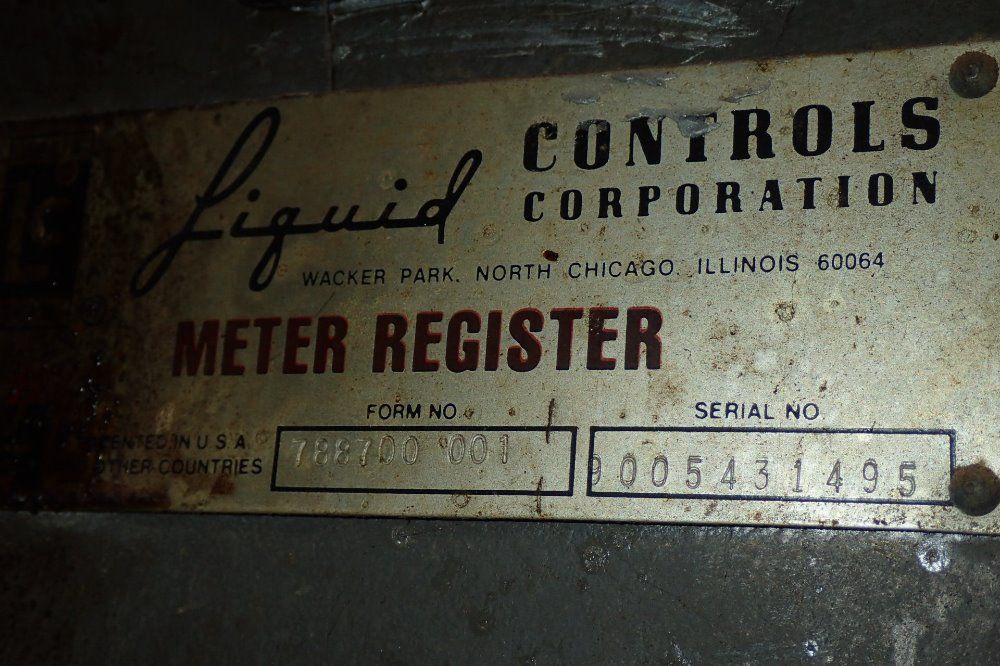 Liquid CONTROLS
CORPORATION
WACKER PARK, NORTH CHICAGO, ILLINOIS 60064
METER REGISTER
FORM NO. SERIAL NO.
IN U S A
OTHER COUNTRIES
788700 001 9005431495